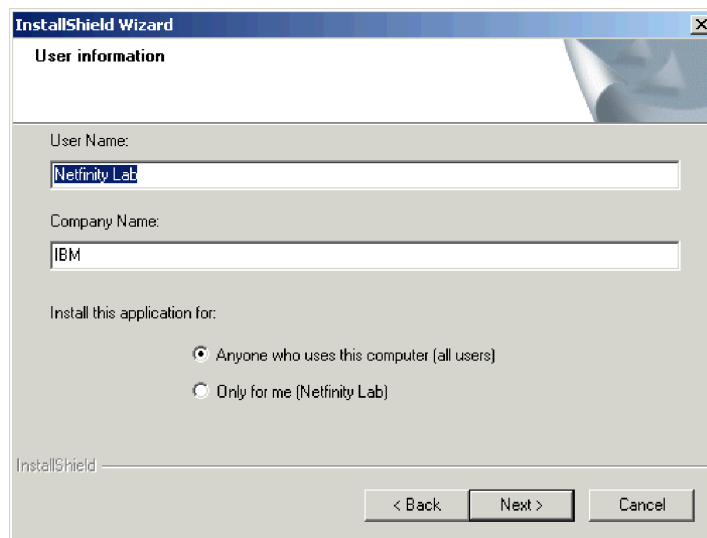 InstallShield Wizard
User information
User Name:
Netfinity Lab
Company Name:
IBM
Install this application for:
Anyone who uses this computer (all users)
Only for me (Netfinity Lab)
InstallShield
< Back Next > Cancel